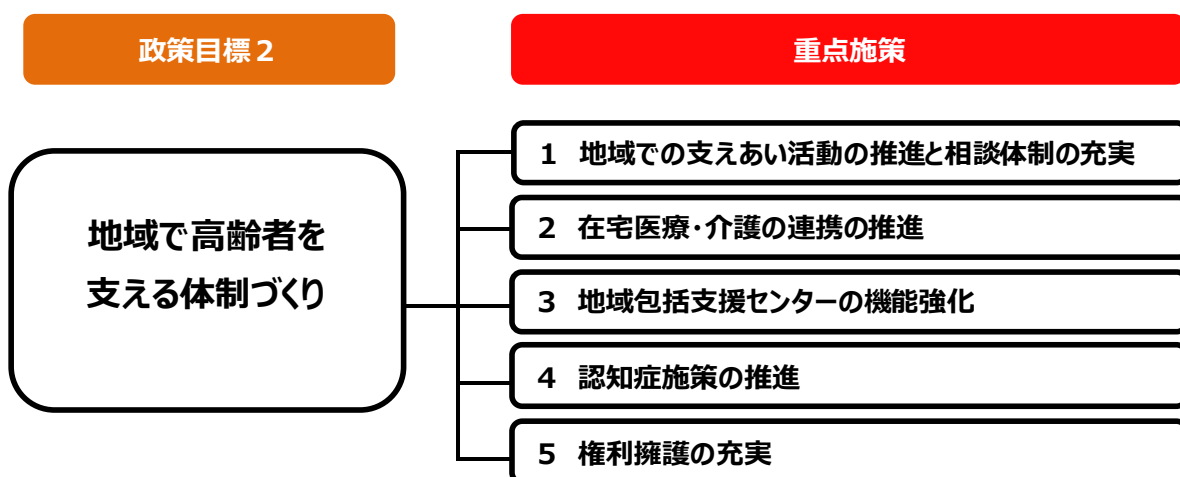 政策目標２
重点施策
地域で高齢者を
支える体制づくり
1 地域での支えあい活動の推進と相談体制の充実
2 在宅医療・介護の連携の推進
3 地域包括支援センターの機能強化
4 認知症施策の推進
5 権利擁護の充実